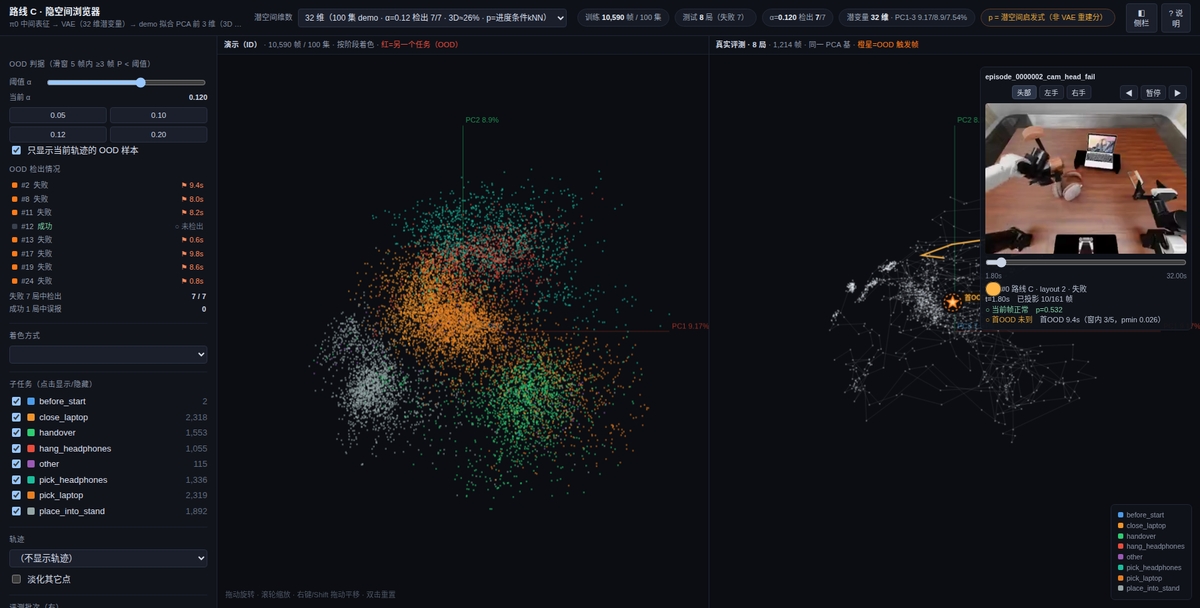 路线 C · 隐空间浏览器
π0 中间表征 → VAE（32 维潜变量）→ demo 拟合 PCA 前 3 维（3D ...
潜空间维数
32 维（100 集 demo · α=0.12 检出 7/7 · 3D≈26% · p=进度条件kNN）
训练 10,590 帧 / 100 集
测试 8 局（失败 7）
α=0.120 检出 7/7
潜变量 32 维 · PC1-3 9.17/8.9/7.54%
p = 潜空间启发式（非 VAE 重建分）
侧栏
? 说明
OOD 判据（滑窗 5 帧内 ≥3 帧 P < 阈值）
阈值 α
当前 α 0.120
0.05 0.10
0.12 0.20
只显示当前轨迹的 OOD 样本
OOD 检出情况
#2 失败 9.4s
#8 失败 8.0s
#11 失败 8.2s
#12 成功 ○ 未检出
#13 失败 0.6s
#17 失败 9.8s
#19 失败 8.6s
#24 失败 0.8s
失败 7 局中检出 7 / 7
成功 1 局中误报 0
着色方式
子任务（点击显示/隐藏）
before_start 2
close_laptop 2,318
handover 1,553
hang_headphones 1,055
other 115
pick_headphones 1,336
pick_laptop 2,319
place_into_stand 1,892
轨迹
（不显示轨迹）
淡化其它点
评测批次（右）
演示（ID） · 10,590 帧 / 100 集 · 按阶段着色 · 红=另一个任务（OOD）
PC2 8.9%
PC1 9.17%
拖动旋转 · 滚轮缩放 · 右键/Shift 拖动平移 · 双击重置
真实评测 · 8 局 · 1,214 帧 · 同一 PCA 基 · 橙星=OOD 触发帧
PC2 8.
首OO
episode_0000002_cam_head_fail
头部 左手 右手 ◀ 暂停 ▶
1.80s 32.00s
#0 路线 C · layout 2 · 失败
t=1.80s 已投影 10/161 帧
○ 当前帧正常 p=0.532
○ 首OOD 未到 首OOD 9.4s（窗内 3/5，pmin 0.026）
before_start
close_laptop
handover
hang_headphones
other
pick_headphones
pick_laptop
place_into_stand